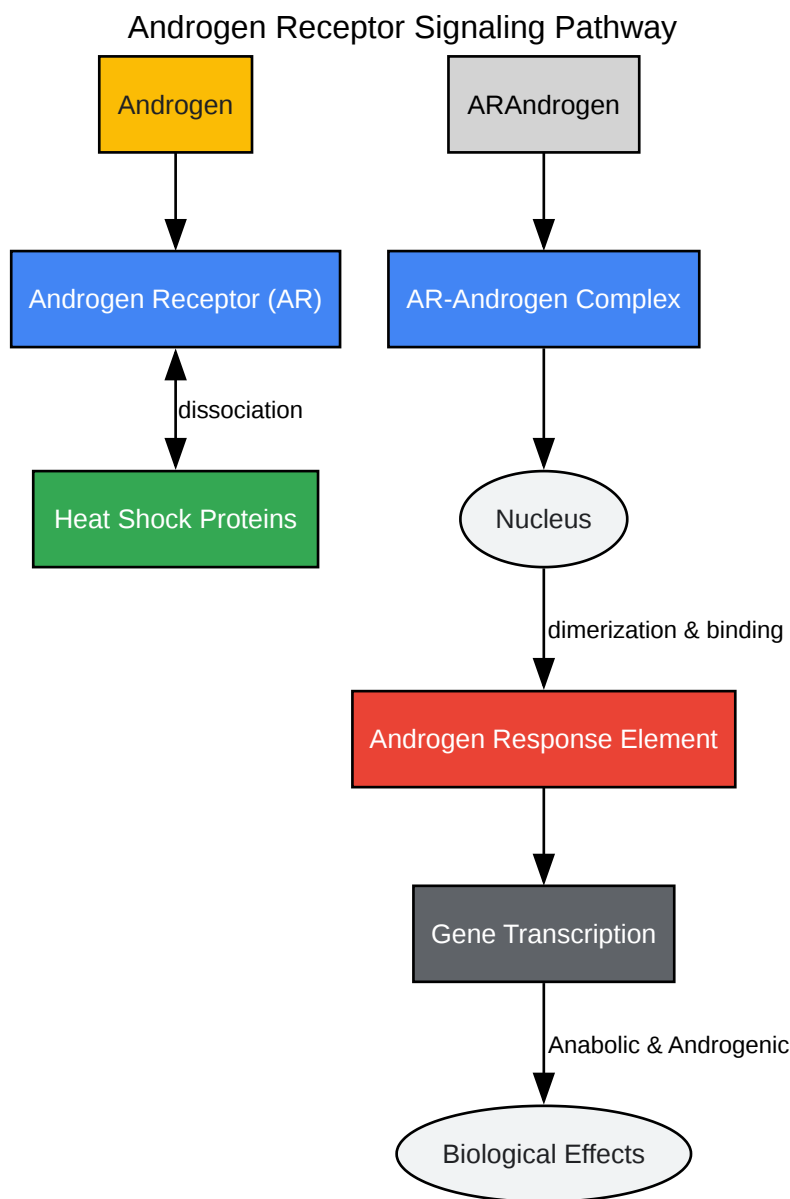 Androgen Receptor Signaling Pathway
Androgen
ARAndrogen
Androgen Receptor (AR)
AR-Androgen Complex
dissociation
Heat Shock Proteins
Nucleus
dimerization & binding
Androgen Response Element
Gene Transcription
Anabolic & Androgenic
Biological Effects